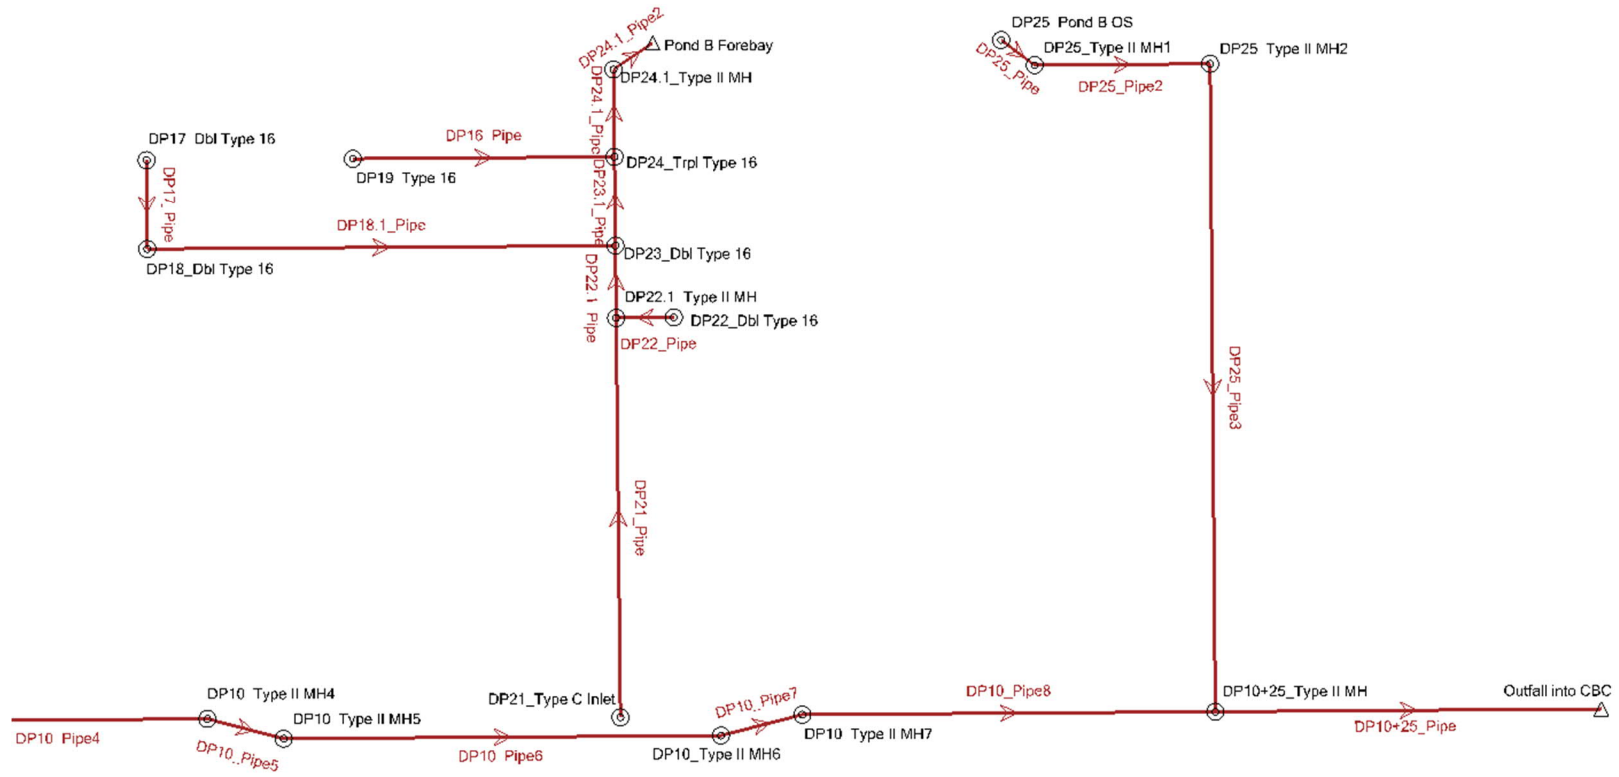 DP24.1_Pipe2
Pond B Forebay
DP24.1_Type II MH
DP24.1_Pipe
DP25 Pond B OS
DP25_Type II MH1
DP25 Type II MH2
DP25_Pipe
DP25_Pipe2
DP17 Dbl Type 16
DP16 Pipe
DP24_Trpl Type 16
DP19 Type 16
DP17_Pipe
DP23.1_Pipe
DP18.1_Pipe
DP23_Dbl Type 16
DP18_Dbl Type 16
DP22.1 Pipe
DP22.1 Type II MH
DP22_Dbl Type 16
DP22_Pipe
DP25_Pipe3
DP21_Pipe
DP10 Type II MH4
DP21_Type C Inlet
DP10_Pipe7
DP10_Pipe8
DP10+25_Type II MH
Outfall into CBC
DP10 Type II MH5
DP10 Pipe4
DP10_Pipe5
DP10 Pipe6
DP10_Type II MH6
DP10 Type II MH7
DP10+25_Pipe